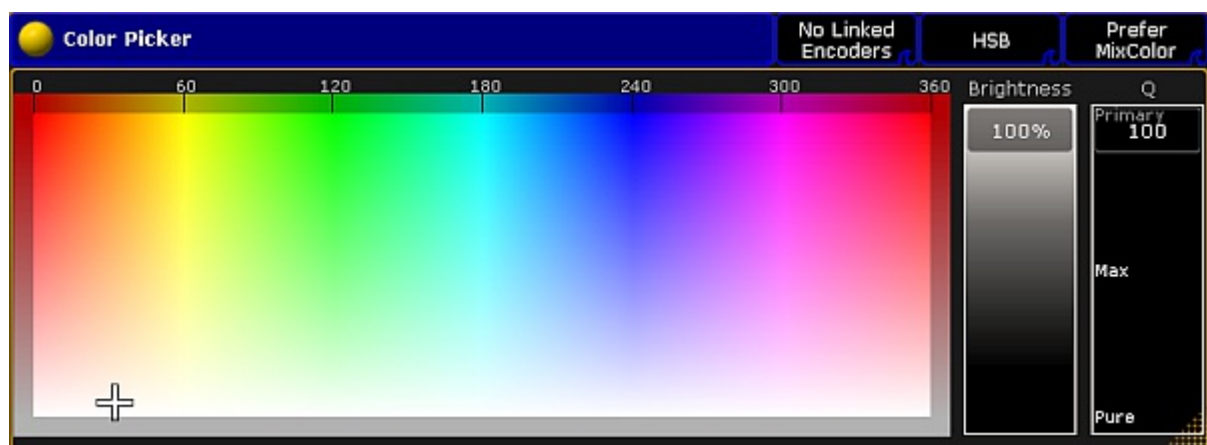 Color Picker
No Linked
Encoders
HSB
Prefer
MixColor
0 60 120 180 240 300 360
Brightness
Q
100%
Primary
100
Max
Pure